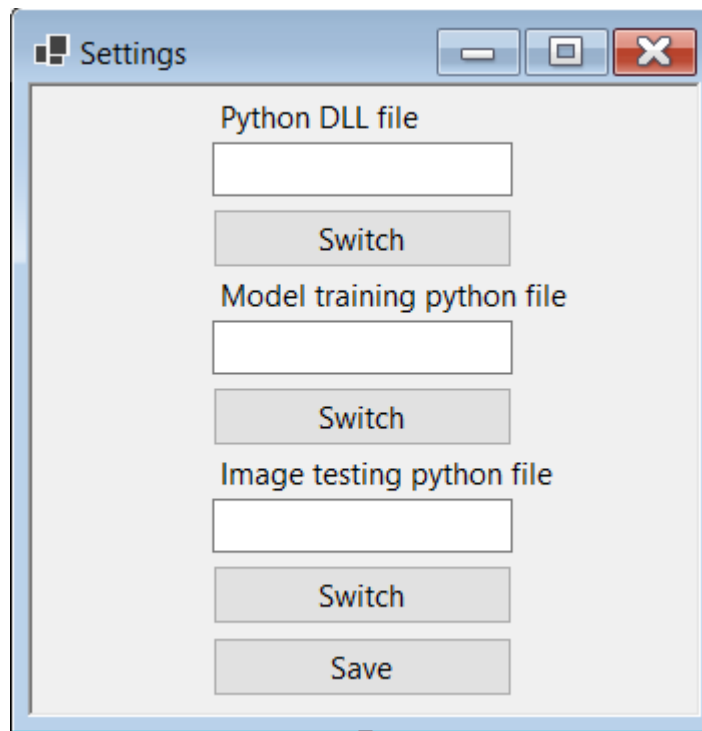 Settings
Python DLL file
Switch
Model training python file
Switch
Image testing python file
Switch
Save